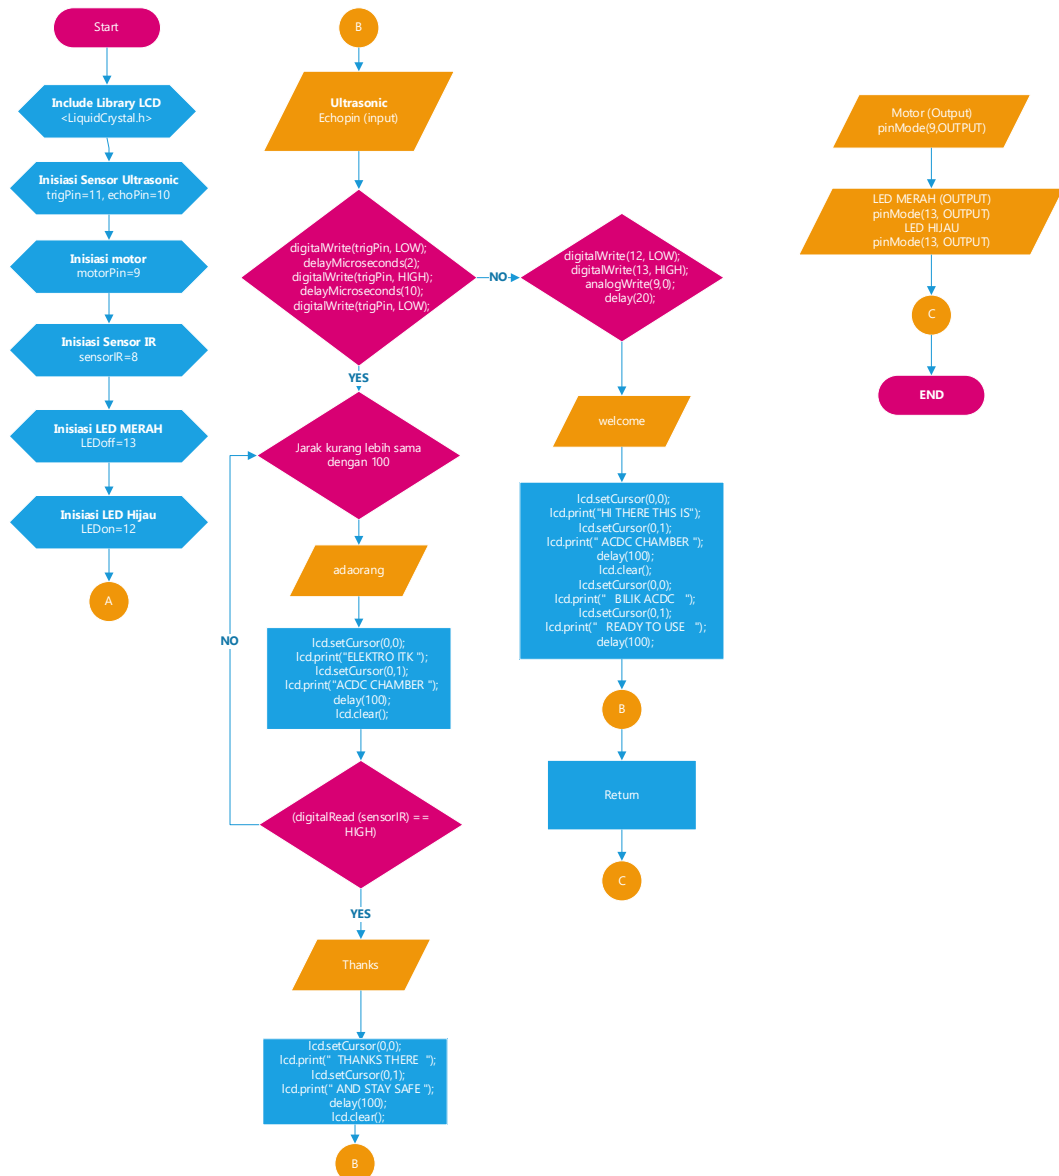 Start
Include Library LCD
<LiquidCrystal.h>
Inisiasi Sensor Ultrasonic
trigPin=11, echoPin=10
Inisiasi motor
motorPin=9
Inisiasi Sensor IR
sensorIR=8
Inisiasi LED MERAH
LEDoff=13
Inisiasi LED Hijau
LEDon=12
A
B
Ultrasonic
Echopin (input)
digitalWrite(trigPin, LOW);
delayMicroseconds(2);
digitalWrite(trigPin, HIGH);
delayMicroseconds(10);
digitalWrite(trigPin, LOW);
YES
Jarak kurang lebih sama
dengan 100
adaorang
lcd.setCursor(0,0);
lcd.print("ELEKTRO ITK ");
lcd.setCursor(0,1);
lcd.print("ACDC CHAMBER ");
delay(100);
lcd.clear();
NO
(digitalRead (sensorIR) ==
HIGH)
YES
Thanks
lcd.setCursor(0,0);
lcd.print("  THANKS THERE  ");
lcd.setCursor(0,1);
lcd.print(" AND STAY SAFE ");
delay(100);
lcd.clear();
B
NO
digitalWrite(12, LOW);
digitalWrite(13, HIGH);
analogWrite(9,0);
delay(20);
welcome
lcd.setCursor(0,0);
lcd.print("HI THERE THIS IS");
lcd.setCursor(0,1);
lcd.print(" ACDC CHAMBER ");
delay(100);
lcd.clear();
lcd.setCursor(0,0);
lcd.print("   BILIK ACDC   ");
lcd.setCursor(0,1);
lcd.print("   READY TO USE   ");
delay(100);
B
Return
C
Motor (Output)
pinMode(9,OUTPUT)
LED MERAH (OUTPUT)
pinMode(13, OUTPUT)
LED HIJAU
pinMode(13, OUTPUT)
C
END